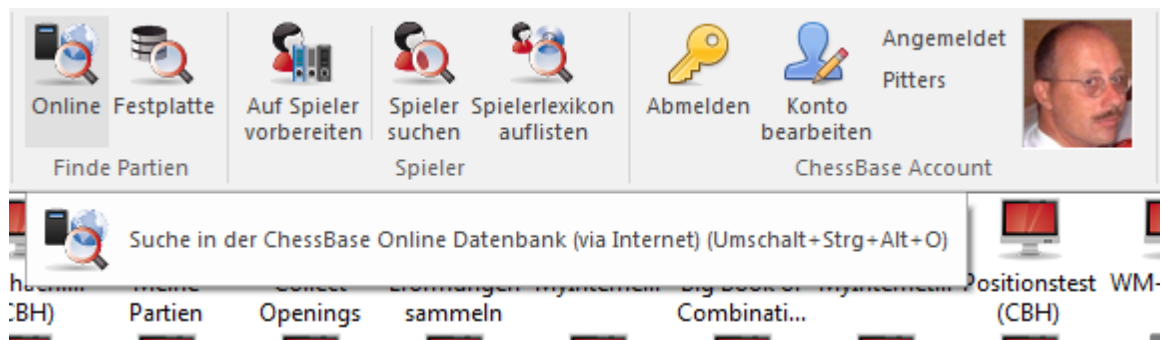 Online
Festplatte
Auf Spieler
vorbereiten
Spieler
suchen
Spielerlexikon
auflisten
Abmelden
Konto
bearbeiten
Angemeldet
Pitters
Finde Partien
Spieler
ChessBase Account
Suche in der ChessBase Online Datenbank (via Internet) (Umschalt+Strg+Alt+O)
Partien
Openings
sammeln
Combinati...
Positionstest
(CBH)